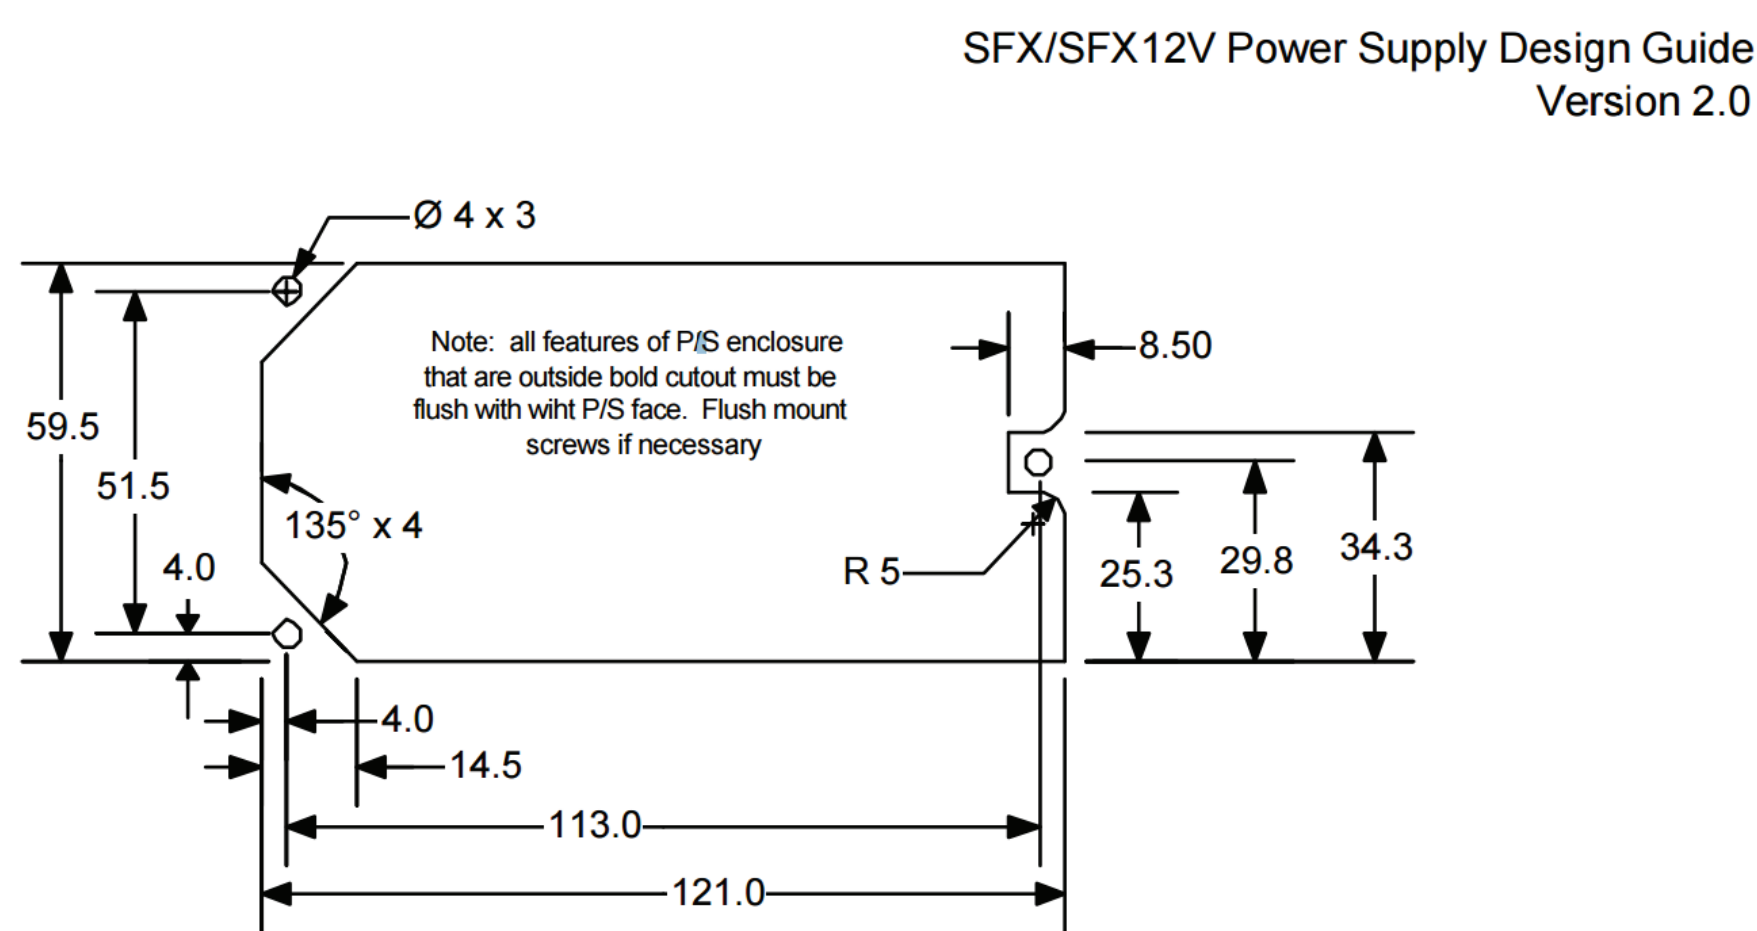 SFX/SFX12V Power Supply Design Guide
Version 2.0
Ø 4 x 3
Note: all features of P/S enclosure
that are outside bold cutout must be
flush with wiht P/S face. Flush mount
screws if necessary
8.50
59.5
51.5
135° x 4
4.0
R 5
25.3
29.8
34.3
4.0
14.5
113.0
121.0